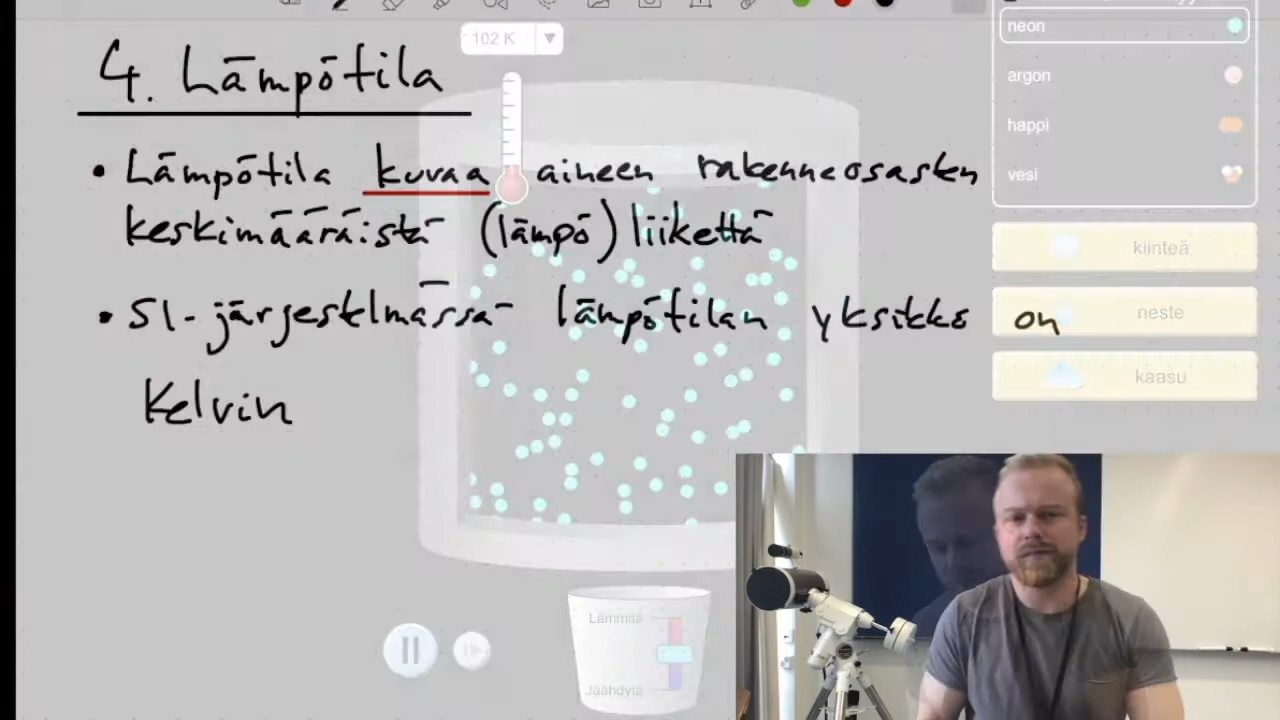 102 K
4. Lämpötila
neon
argon
• Lämpötila kuvaa aineen rakenneosasten
happi
vesi
keskimääräistä (lämpö) liikettä
kiinteä
• SI-järjestelmässä lämpötilan yksikkö on
neste
kaasu
Kelvin
Lämmitä
Jäähdytä